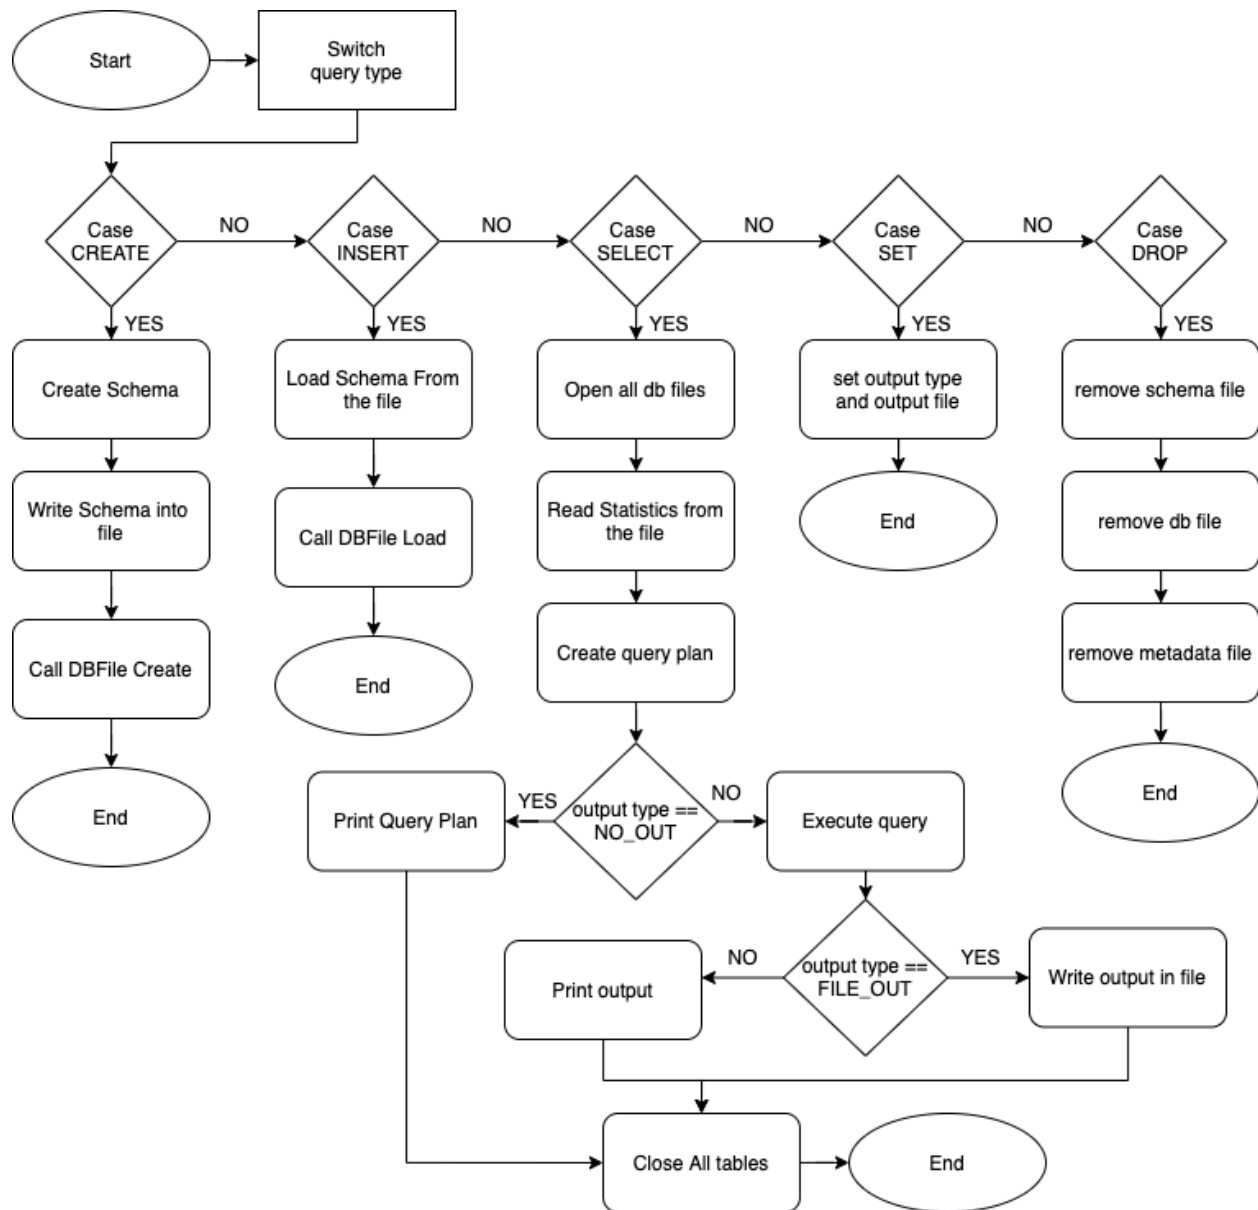 Start
Switch
query type
Case
CREATE
NO
Case
INSERT
NO
Case
SELECT
NO
Case
SET
NO
Case
DROP
YES
YES
YES
YES
YES
Create Schema
Load Schema From
the file
Open all db files
set output type
and output file
remove schema file
Write Schema into
file
Call DBFile Load
Read Statistics from
the file
End
remove db file
Call DBFile Create
End
Create query plan
remove metadata file
End
Print Query Plan
YES
output type ==
NO_OUT
NO
Execute query
End
Print output
NO
output type ==
FILE_OUT
YES
Write output in file
Close All tables
End